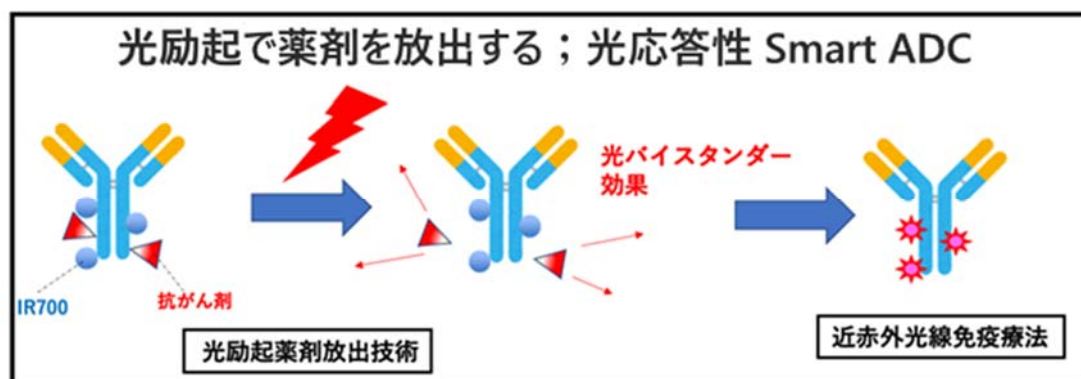 光励起で薬剤を放出する；光応答性 Smart ADC
光バイスタンダー
効果
IR700
抗がん剤
光励起薬剤放出技術
近赤外光線免疫療法